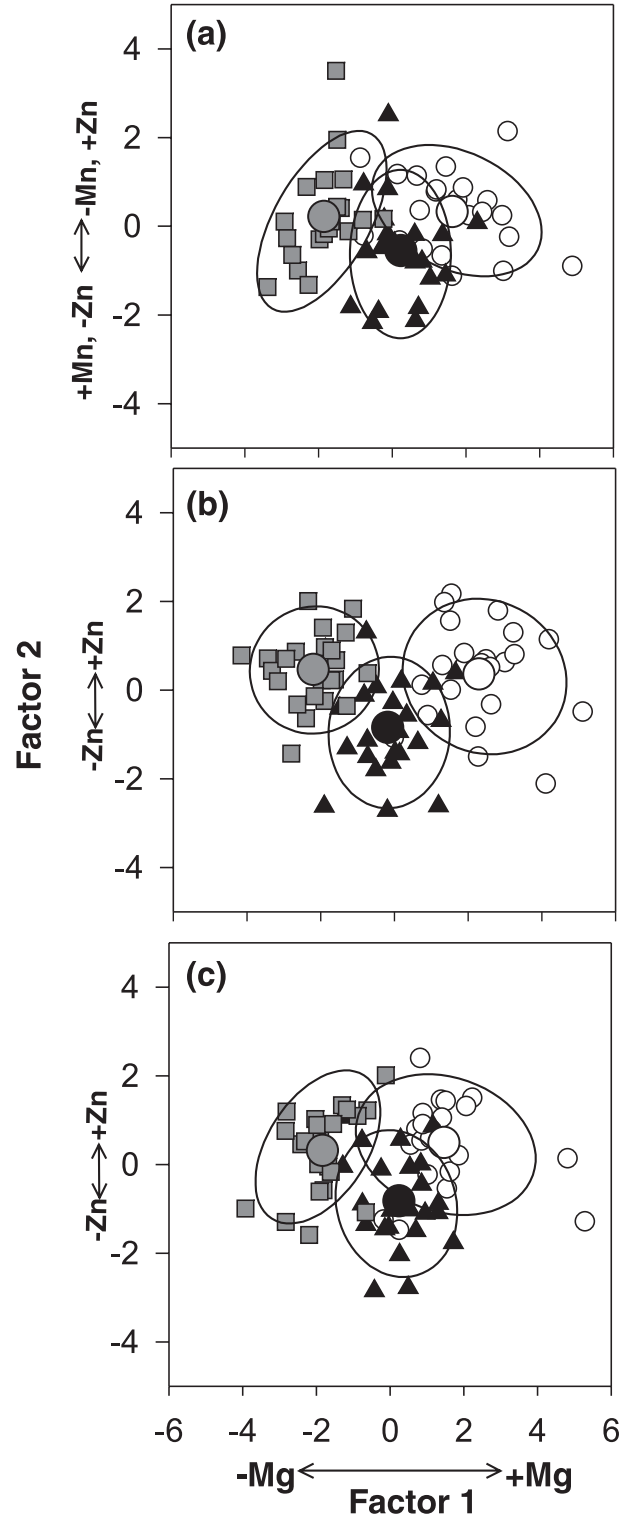 (a)
4
2
0
-2
-4
+Mn, -Zn ↔ -Mn, +Zn
(b)
4
2
0
-2
-4
-Zn ↔ +Zn
Factor 2
(c)
4
2
0
-2
-4
-Zn ↔ +Zn
-6 -4 -2 0 2 4 6
-Mg ↔ +Mg
Factor 1